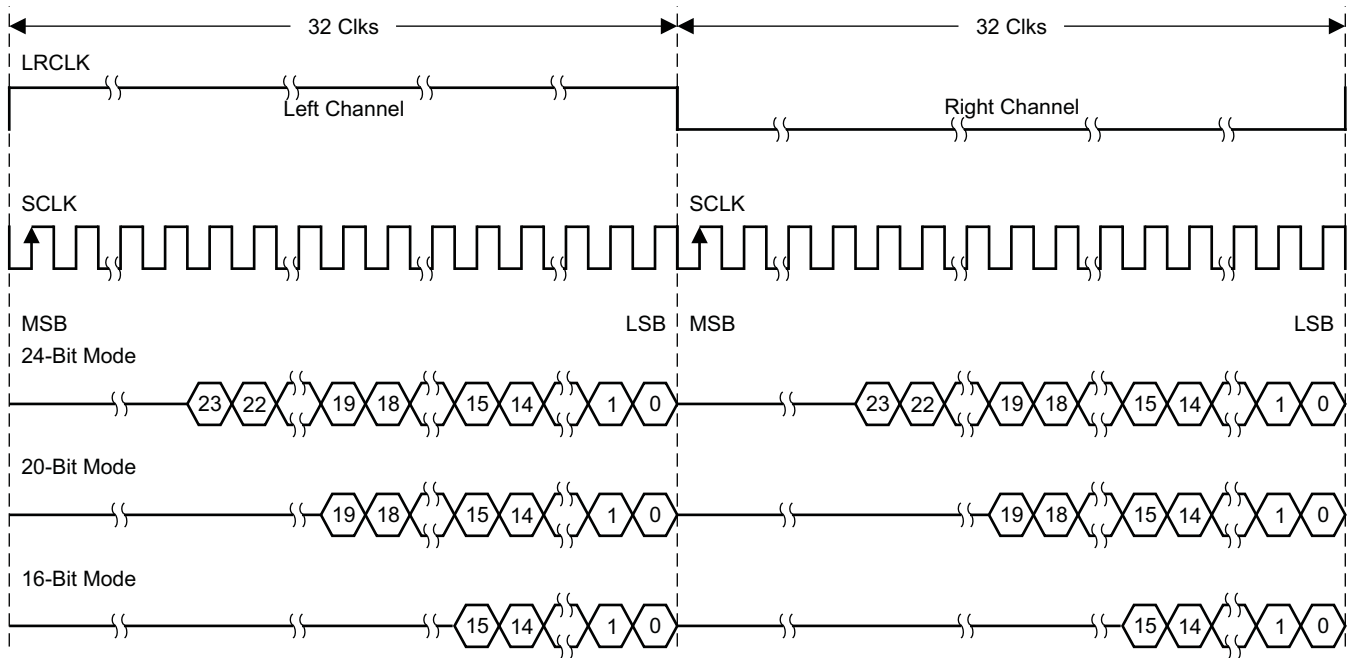 32 Clks 32 Clks
LRCLK
Left Channel Right Channel
SCLK SCLK
MSB LSB MSB LSB
24-Bit Mode
23 22 19 18 15 14 1 0 23 22 19 18 15 14 1 0
20-Bit Mode
19 18 15 14 1 0 19 18 15 14 1 0
16-Bit Mode
15 14 1 0 15 14 1 0